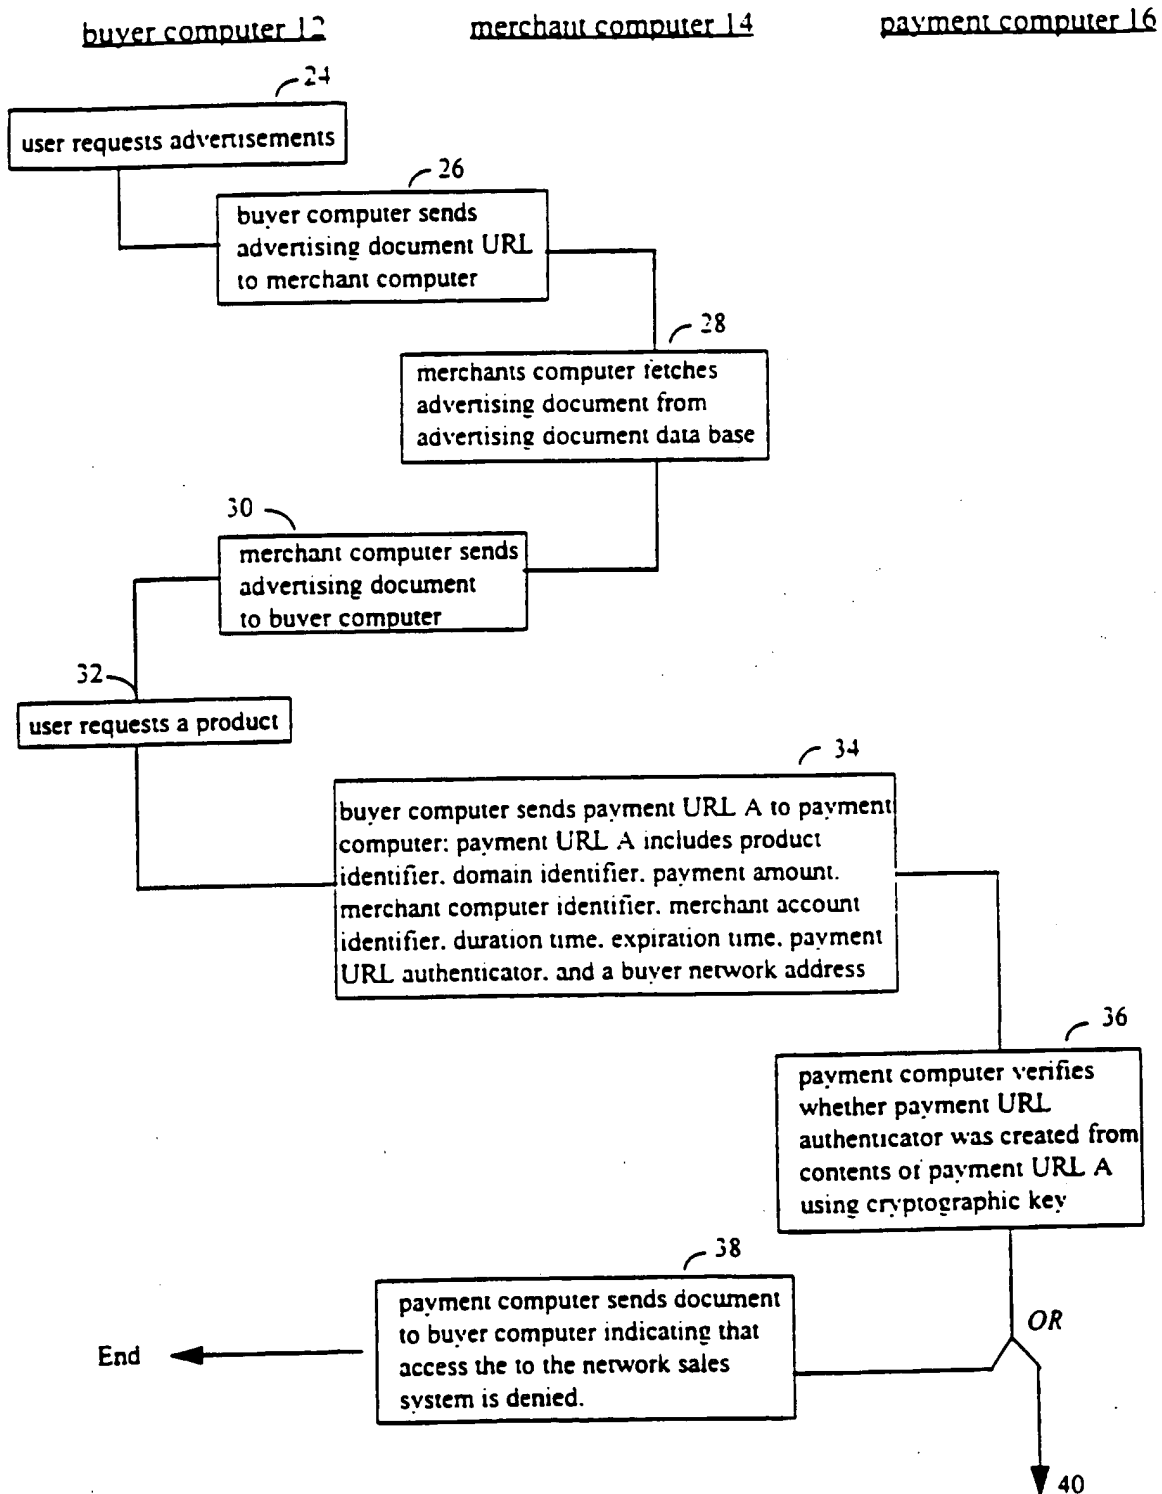 buyer computer 12
merchant computer 14
payment computer 16
24
user requests advertisements
26
buyer computer sends
advertising document URL
to merchant computer
28
merchants computer fetches
advertising document from
advertising document data base
30
merchant computer sends
advertising document
to buyer computer
32
user requests a product
34
buyer computer sends payment URL A to payment
computer: payment URL A includes product
identifier. domain identifier. payment amount.
merchant computer identifier. merchant account
identifier. duration time. expiration time. payment
URL authenticator. and a buyer network address
36
payment computer verifies
whether payment URL
authenticator was created from
contents of payment URL A
using cryptographic key
38
payment computer sends document
to buyer computer indicating that
access the to the network sales
system is denied.
End
OR
40